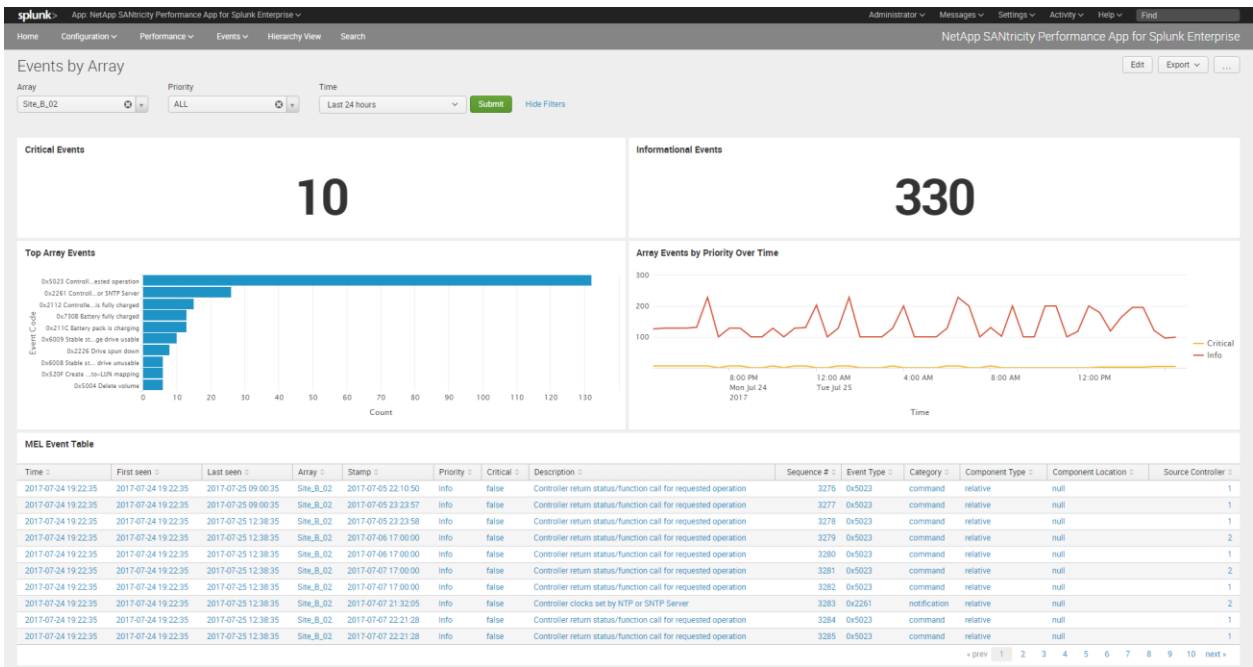 splunk> App: NetApp SANtricity Performance App for Splunk Enterprise Administrator Messages Settings Activity Help Find
Home Configuration Performance Events Hierarchy View Search NetApp SANtricity Performance App for Splunk Enterprise
Events by Array Edit Export ...
Array Priority Time
Site_B_02 ALL Last 24 hours Submit Hide Filters
Critical Events
10
Informational Events
330
Top Array Events
0x5023 Controll...ested operation
0x2261 Controll...or SNTP Server
0x2112 Controlle...is fully charged
0x7308 Battery fully charged
0x211C Battery pack is charging
0x6009 Stable st...ge drive usable
0x2226 Drive spun down
0x6008 Stable st... drive unusable
0x520F Create ...to-LUN mapping
0x5004 Delete volume
Event Code
0 10 20 30 40 50 60 70 80 90 100 110 120 130
Count
Array Events by Priority Over Time
300
200
100
Critical
Info
8:00 PM 12:00 AM 4:00 AM 8:00 AM 12:00 PM
Mon Jul 24 Tue Jul 25
2017
Time
MEL Event Table
Time First seen Last seen Array Stamp Priority Critical Description Sequence # Event Type Category Component Type Component Location Source Controller
2017-07-24 19:22:35 2017-07-24 19:22:35 2017-07-25 09:00:35 Site_B_02 2017-07-05 22:10:50 Info false Controller return status/function call for requested operation 3276 0x5023 command relative null 1
2017-07-24 19:22:35 2017-07-24 19:22:35 2017-07-25 09:00:35 Site_B_02 2017-07-05 23:23:57 Info false Controller return status/function call for requested operation 3277 0x5023 command relative null 1
2017-07-24 19:22:35 2017-07-24 19:22:35 2017-07-25 12:38:35 Site_B_02 2017-07-05 23:23:58 Info false Controller return status/function call for requested operation 3278 0x5023 command relative null 1
2017-07-24 19:22:35 2017-07-24 19:22:35 2017-07-25 12:38:35 Site_B_02 2017-07-06 17:00:00 Info false Controller return status/function call for requested operation 3279 0x5023 command relative null 2
2017-07-24 19:22:35 2017-07-24 19:22:35 2017-07-25 12:38:35 Site_B_02 2017-07-06 17:00:00 Info false Controller return status/function call for requested operation 3280 0x5023 command relative null 1
2017-07-24 19:22:35 2017-07-24 19:22:35 2017-07-25 12:38:35 Site_B_02 2017-07-07 17:00:00 Info false Controller return status/function call for requested operation 3281 0x5023 command relative null 2
2017-07-24 19:22:35 2017-07-24 19:22:35 2017-07-25 12:38:35 Site_B_02 2017-07-07 17:00:00 Info false Controller return status/function call for requested operation 3282 0x5023 command relative null 1
2017-07-24 19:22:35 2017-07-24 19:22:35 2017-07-25 12:38:35 Site_B_02 2017-07-07 21:32:05 Info false Controller clocks set by NTP or SNTP Server 3283 0x2261 notification relative null 2
2017-07-24 19:22:35 2017-07-24 19:22:35 2017-07-25 12:38:35 Site_B_02 2017-07-07 22:21:28 Info false Controller return status/function call for requested operation 3284 0x5023 command relative null 1
2017-07-24 19:22:35 2017-07-24 19:22:35 2017-07-25 12:38:35 Site_B_02 2017-07-07 22:21:28 Info false Controller return status/function call for requested operation 3285 0x5023 command relative null 1
« prev 1 2 3 4 5 6 7 8 9 10 next »